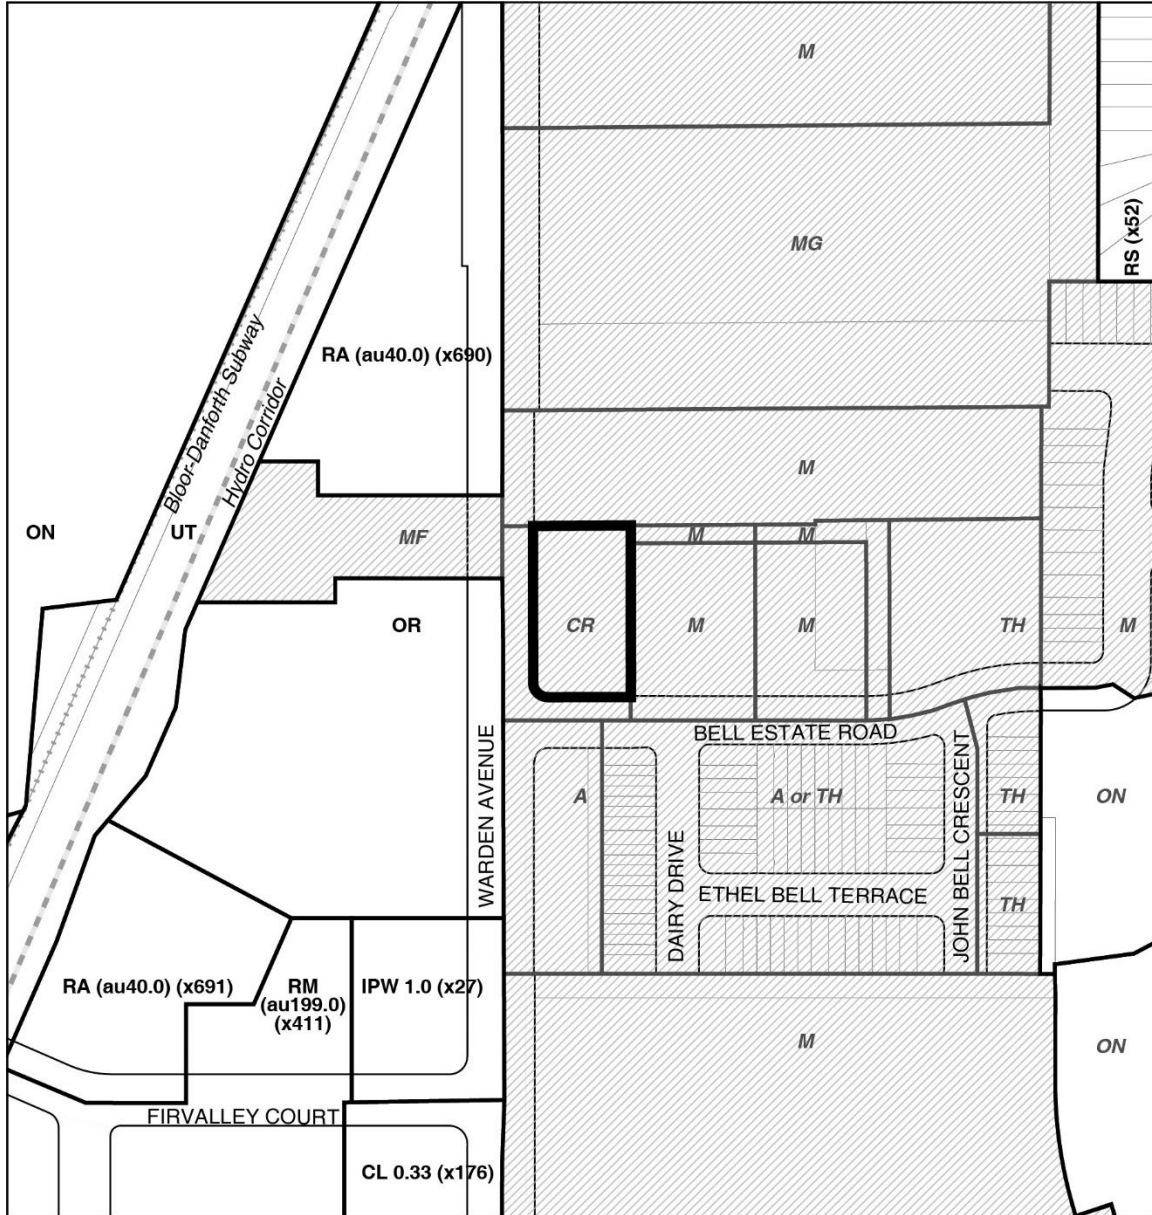 M
MG
RS (x52)
RA (au40.0) (x690)
Bloor-Danforth Subway
Hydro Corridor
M
ON
UT
MF
M
M
OR
CR
M
M
TH
M
WARDEN AVENUE
BELL ESTATE ROAD
A
A or TH
JOHN BELL CRESCENT
TH
ON
DAIRY DRIVE
ETHEL BELL TERRACE
TH
RA (au40.0) (x691)
RM
(au199.0)
(x411)
IPW 1.0 (x27)
M
ON
FIRVALLEY COURT
CL 0.33 (x176)